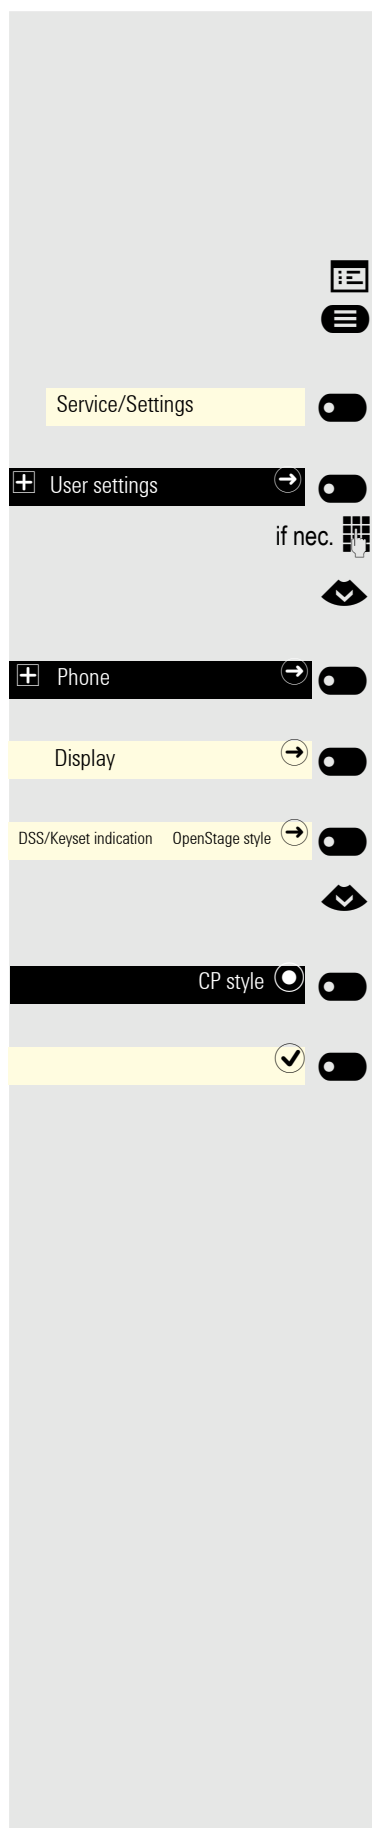 Service/Settings
User settings
if nec.
Phone
Display
DSS/Keyset indication OpenStage style
CP style